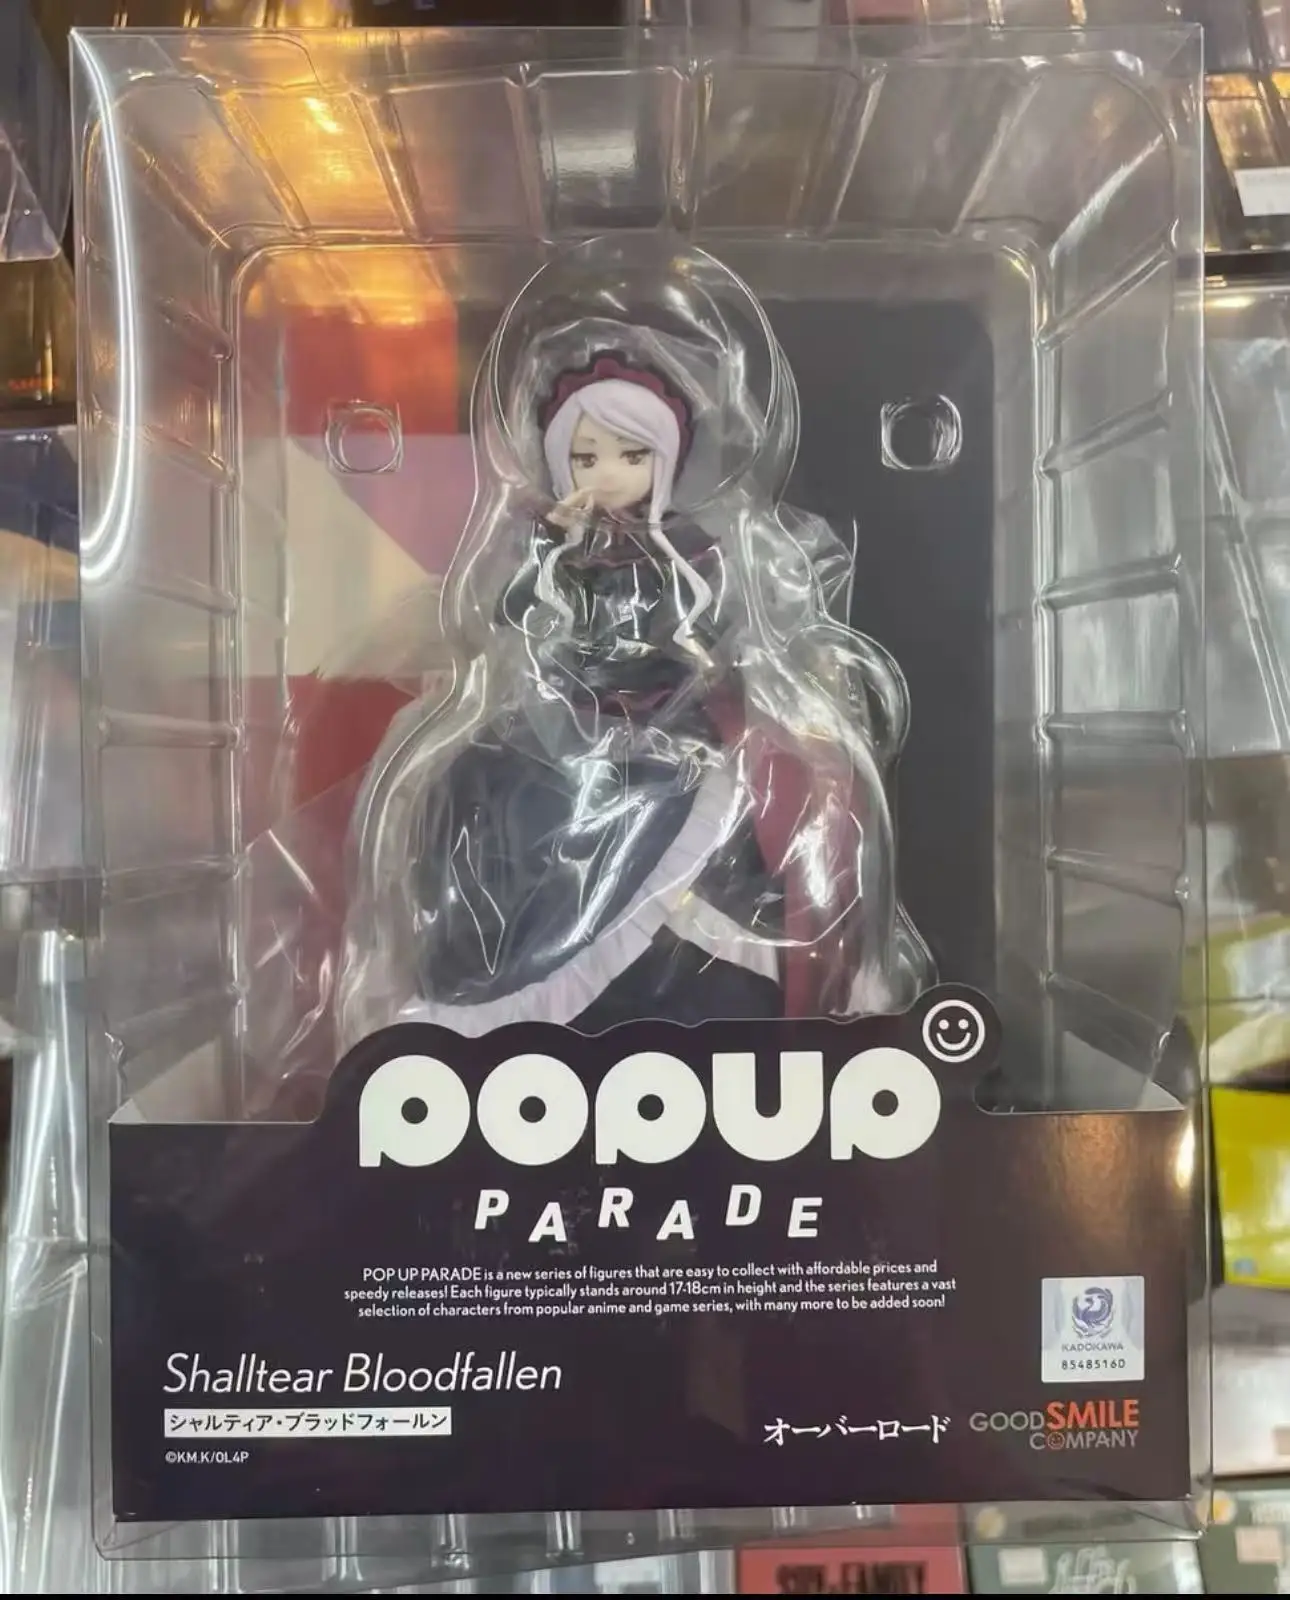 POPUP
PARADE
POP UP PARADE is a new series of figures that are easy to collect with affordable prices and
speedy releases! Each figure typically stands around 17-18cm in height and the series features a vast
selection of characters from popular anime and game series, with many more to be added soon!
KADOKAWA
85485160
Shalltear Bloodfallen
シャルティア・ブラッドフォールン
オーバーロード
GOOD SMILE
COMPANY
©KM.K/OL4P
SPY×FAMILY